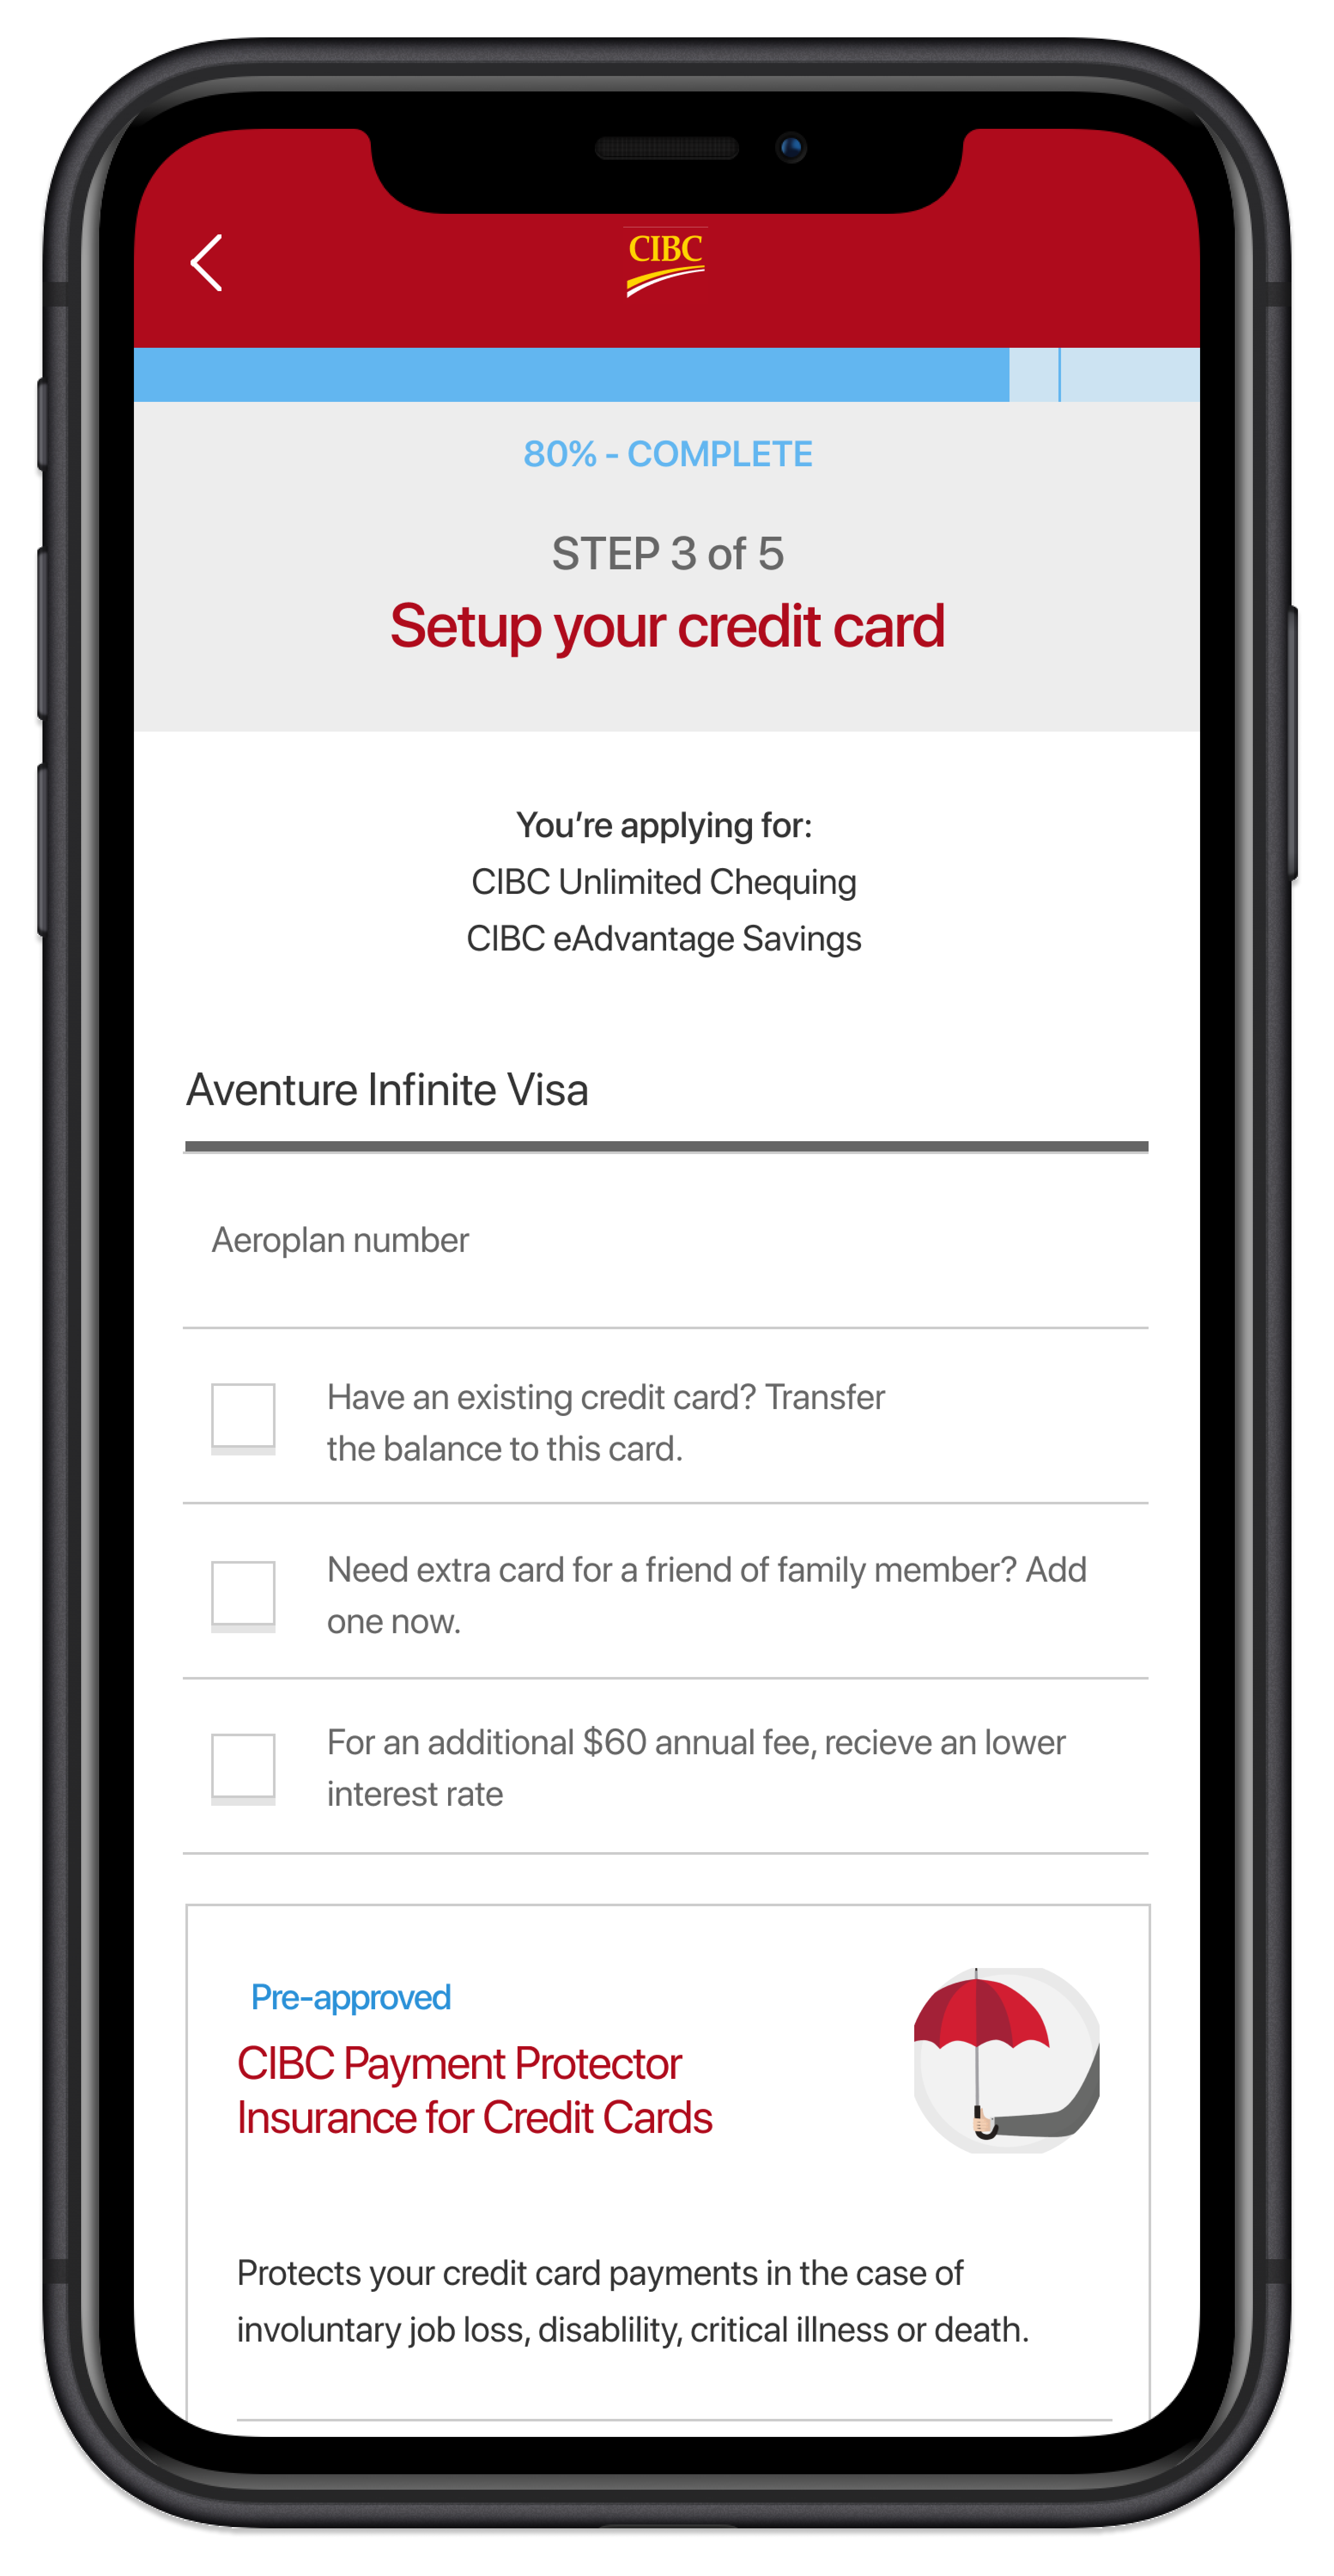 CIBC
80% - COMPLETE
STEP 3 of 5
Setup your credit card
You're applying for:
CIBC Unlimited Chequing
CIBC eAdvantage Savings
Aventure Infinite Visa
Aeroplan number
Have an existing credit card? Transfer
the balance to this card.
Need extra card for a friend of family member? Add
one now.
For an additional $60 annual fee, recieve an lower
interest rate
Pre-approved
CIBC Payment Protector
Insurance for Credit Cards
Protects your credit card payments in the case of
involuntary job loss, disablility, critical illness or death.